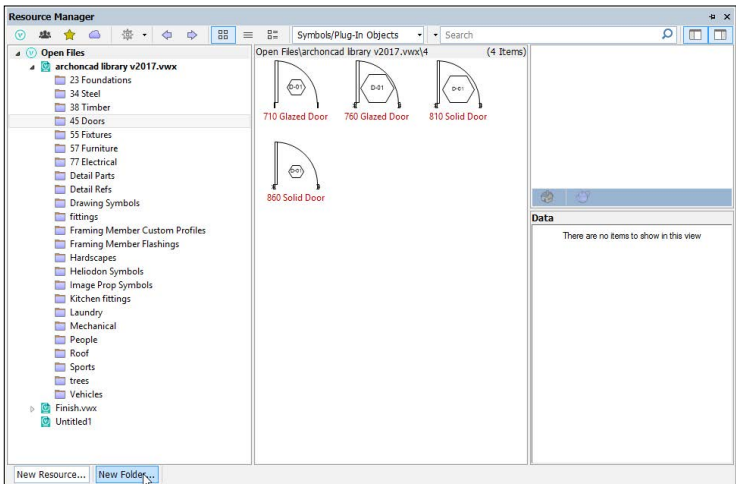 Resource Manager
Symbols/Plug-In Objects
Search
Open Files
archoncad library v2017.vwx
23 Foundations
34 Steel
38 Timber
45 Doors
55 Fixtures
57 Furniture
77 Electrical
Detail Parts
Detail Refs
Drawing Symbols
fittings
Framing Member Custom Profiles
Framing Member Flashings
Hardscapes
Heliodon Symbols
Image Prop Symbols
Kitchen fittings
Laundry
Mechanical
People
Roof
Sports
trees
Vehicles
Finish.vwx
Untitled1
Open Files\archoncad library v2017.vwx\4 (4 Items)
D-01 D-01 D-01
710 Glazed Door 760 Glazed Door 810 Solid Door
D-01
860 Solid Door
Data
There are no items to show in this view
New Resource... New Folder...